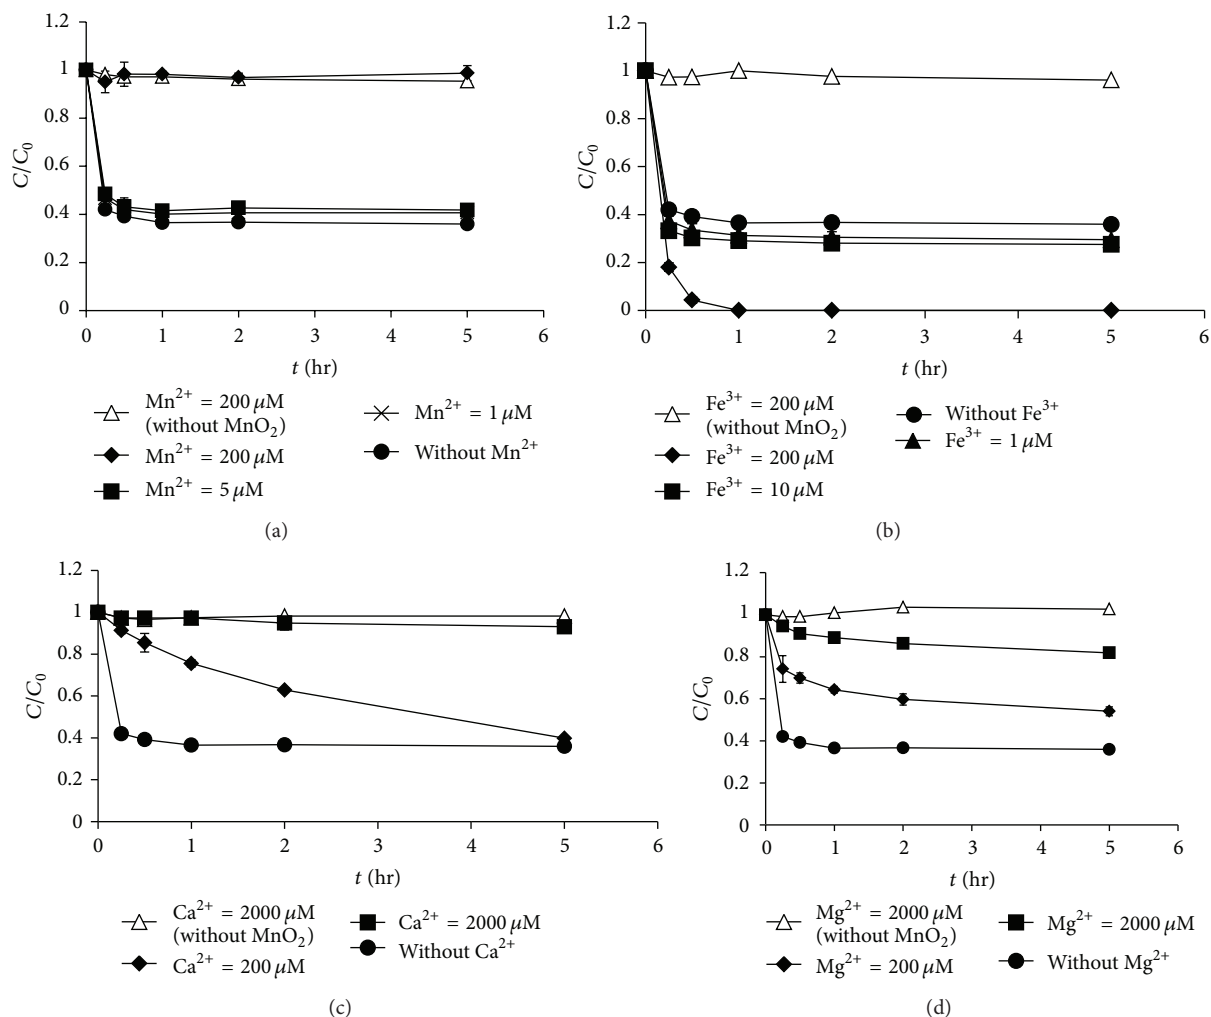 1.2
1
0.8
0.6
0.4
0.2
0
C/C₀
0 1 2 3 4 5 6
t (hr)
Mn²⁺ = 200 μM
(without MnO₂)
Mn²⁺ = 200 μM
Mn²⁺ = 5 μM
Mn²⁺ = 1 μM
Without Mn²⁺
(a)
1.2
1
0.8
0.6
0.4
0.2
0
C/C₀
0 1 2 3 4 5 6
t (hr)
Fe³⁺ = 200 μM
(without MnO₂)
Fe³⁺ = 200 μM
Fe³⁺ = 10 μM
Without Fe³⁺
Fe³⁺ = 1 μM
(b)
1.2
1
0.8
0.6
0.4
0.2
0
C/C₀
0 1 2 3 4 5 6
t (hr)
Ca²⁺ = 2000 μM
(without MnO₂)
Ca²⁺ = 200 μM
Ca²⁺ = 2000 μM
Without Ca²⁺
(c)
1.2
1
0.8
0.6
0.4
0.2
0
C/C₀
0 1 2 3 4 5 6
t (hr)
Mg²⁺ = 2000 μM
(without MnO₂)
Mg²⁺ = 200 μM
Mg²⁺ = 2000 μM
Without Mg²⁺
(d)